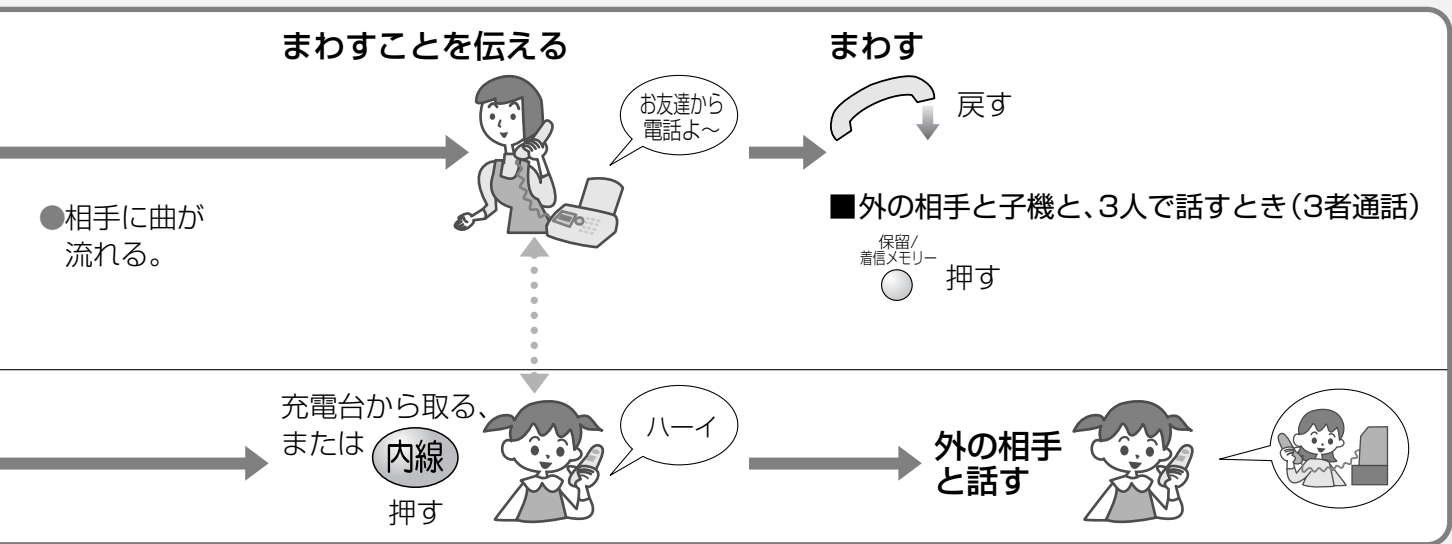 まわすことを伝える
お友達から
電話よ～
●相手に曲が
流れる。
まわす
戻す
■外の相手と子機と、3人で話すとき（3者通話）
保留/
着信メモリー
押す
充電台から取る、
または 内線
押す
ハーイ
外の相手
と話す